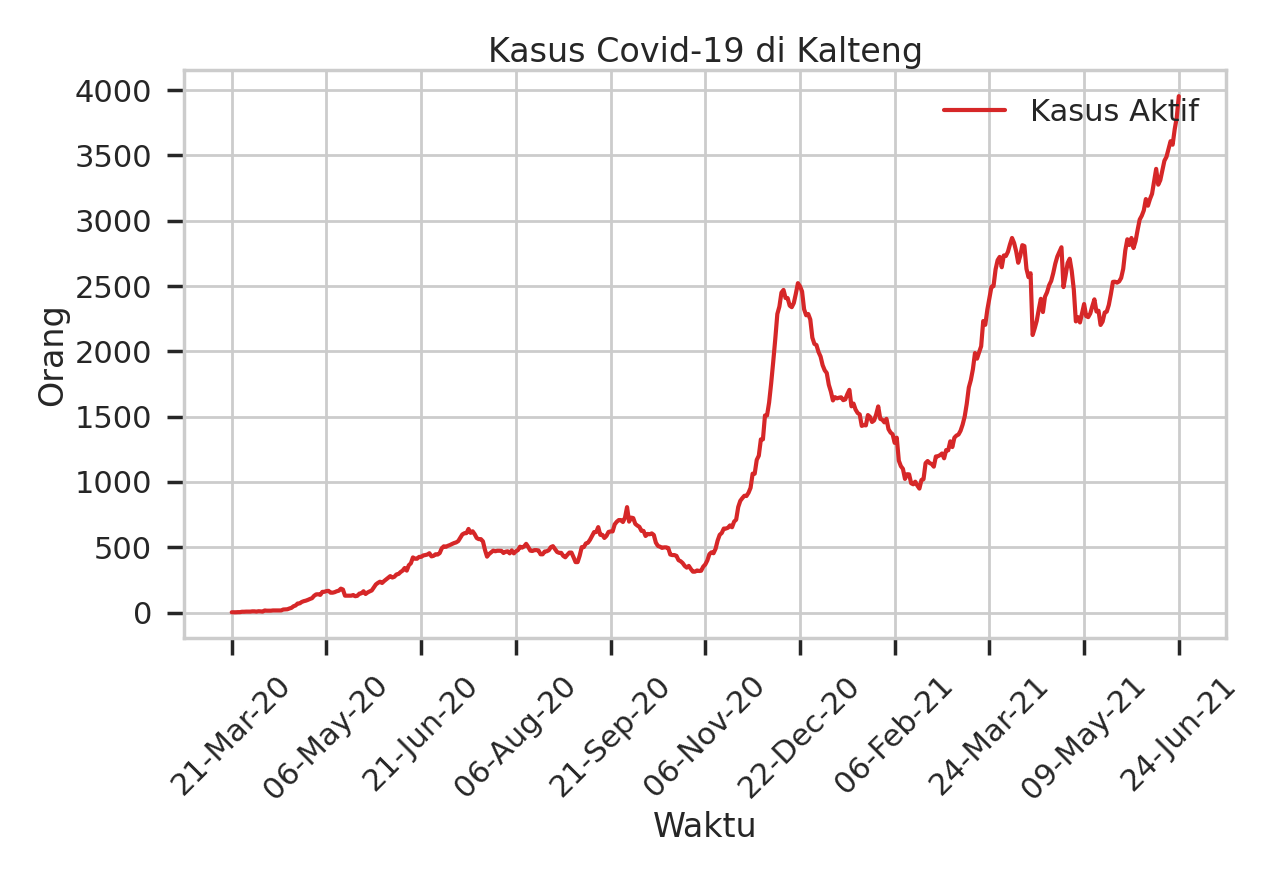 Kasus Covid-19 di Kalteng
Kasus Aktif
4000
3500
3000
2500
2000
1500
1000
500
0
Orang
21-Mar-20
06-May-20
21-Jun-20
06-Aug-20
21-Sep-20
06-Nov-20
22-Dec-20
06-Feb-21
24-Mar-21
09-May-21
24-Jun-21
Waktu